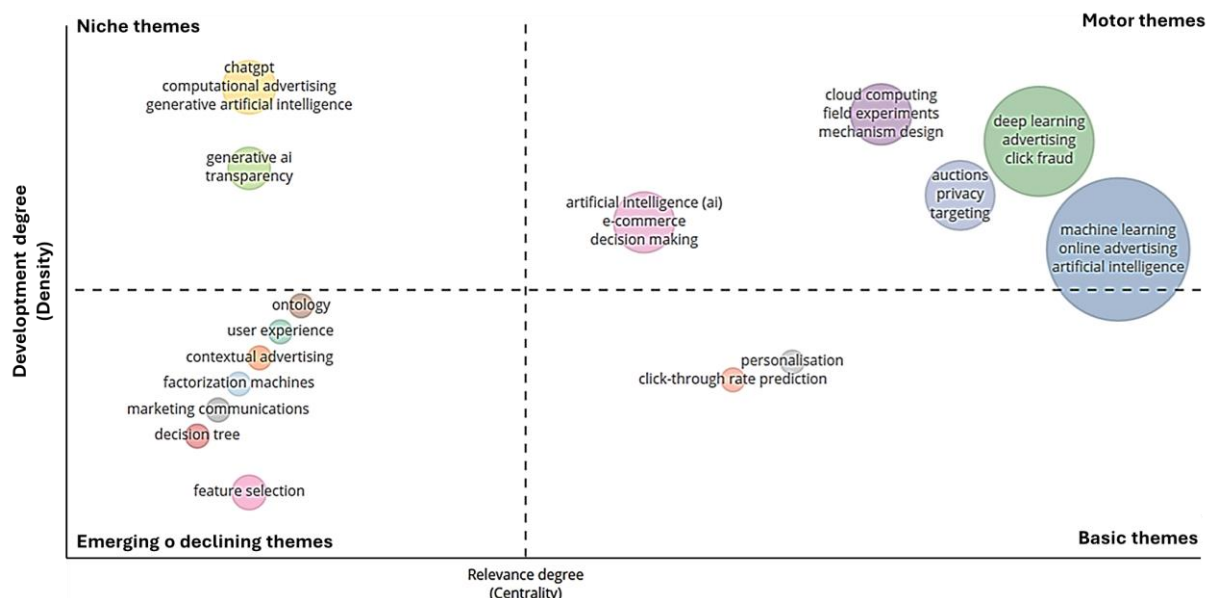 Niche themes
Motor themes
chatgpt
computational advertising
generative artificial intelligence
generative ai
transparency
cloud computing
field experiments
mechanism design
deep learning
advertising
click fraud
auctions
privacy
targeting
artificial intelligence (ai)
e-commerce
decision making
machine learning
online advertising
artificial intelligence
Developtment degree
(Density)
ontology
user experience
contextual advertising
factorization machines
marketing communications
decision tree
feature selection
personalisation
click-through rate prediction
Emerging o declining themes
Basic themes
Relevance degree
(Centrality)